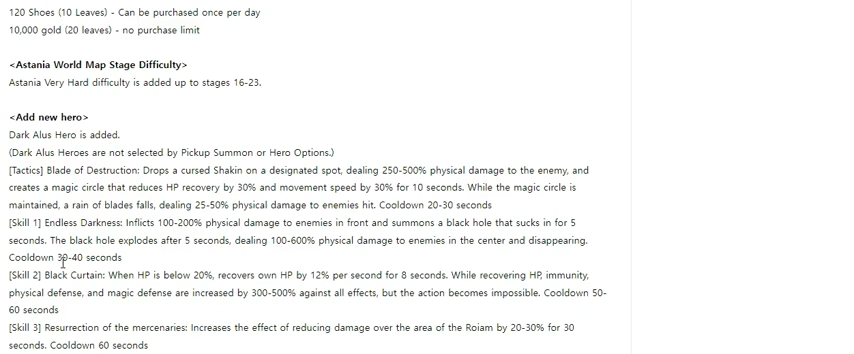 120 Shoes (10 Leaves) - Can be purchased once per day
10,000 gold (20 leaves) - no purchase limit
<Astania World Map Stage Difficulty>
Astania Very Hard difficulty is added up to stages 16-23.
<Add new hero>
Dark Alus Hero is added.
(Dark Alus Heroes are not selected by Pickup Summon or Hero Options.)
[Tactics] Blade of Destruction: Drops a cursed Shakin on a designated spot, dealing 250-500% physical damage to the enemy, and
creates a magic circle that reduces HP recovery by 30% and movement speed by 30% for 10 seconds. While the magic circle is
maintained, a rain of blades falls, dealing 25-50% physical damage to enemies hit. Cooldown 20-30 seconds
[Skill 1] Endless Darkness: Inflicts 100-200% physical damage to enemies in front and summons a black hole that sucks in for 5
seconds. The black hole explodes after 5 seconds, dealing 100-600% physical damage to enemies in the center and disappearing.
Cooldown 30-40 seconds
[Skill 2] Black Curtain: When HP is below 20%, recovers own HP by 12% per second for 8 seconds. While recovering HP, immunity,
physical defense, and magic defense are increased by 300-500% against all effects, but the action becomes impossible. Cooldown 50-
60 seconds
[Skill 3] Resurrection of the mercenaries: Increases the effect of reducing damage over the area of the Roiam by 20-30% for 30
seconds. Cooldown 60 seconds